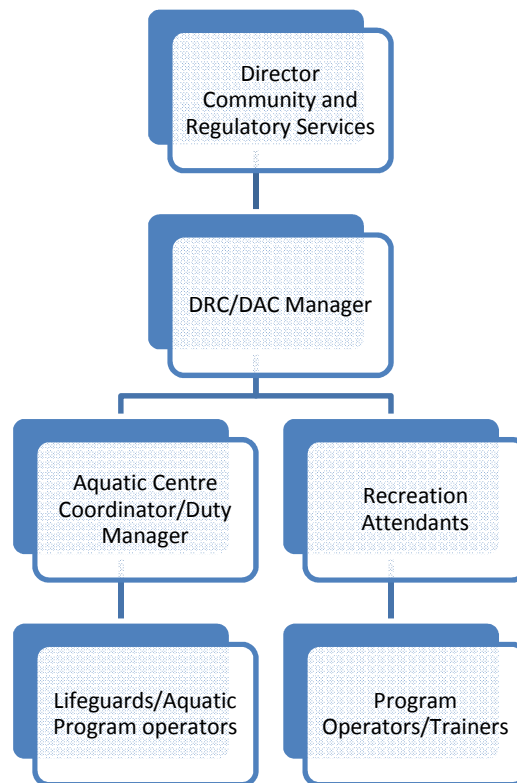 Director
Community and
Regulatory Services
DRC/DAC Manager
Aquatic Centre
Coordinator/Duty
Manager
Recreation
Attendants
Lifeguards/Aquatic
Program operators
Program
Operators/Trainers